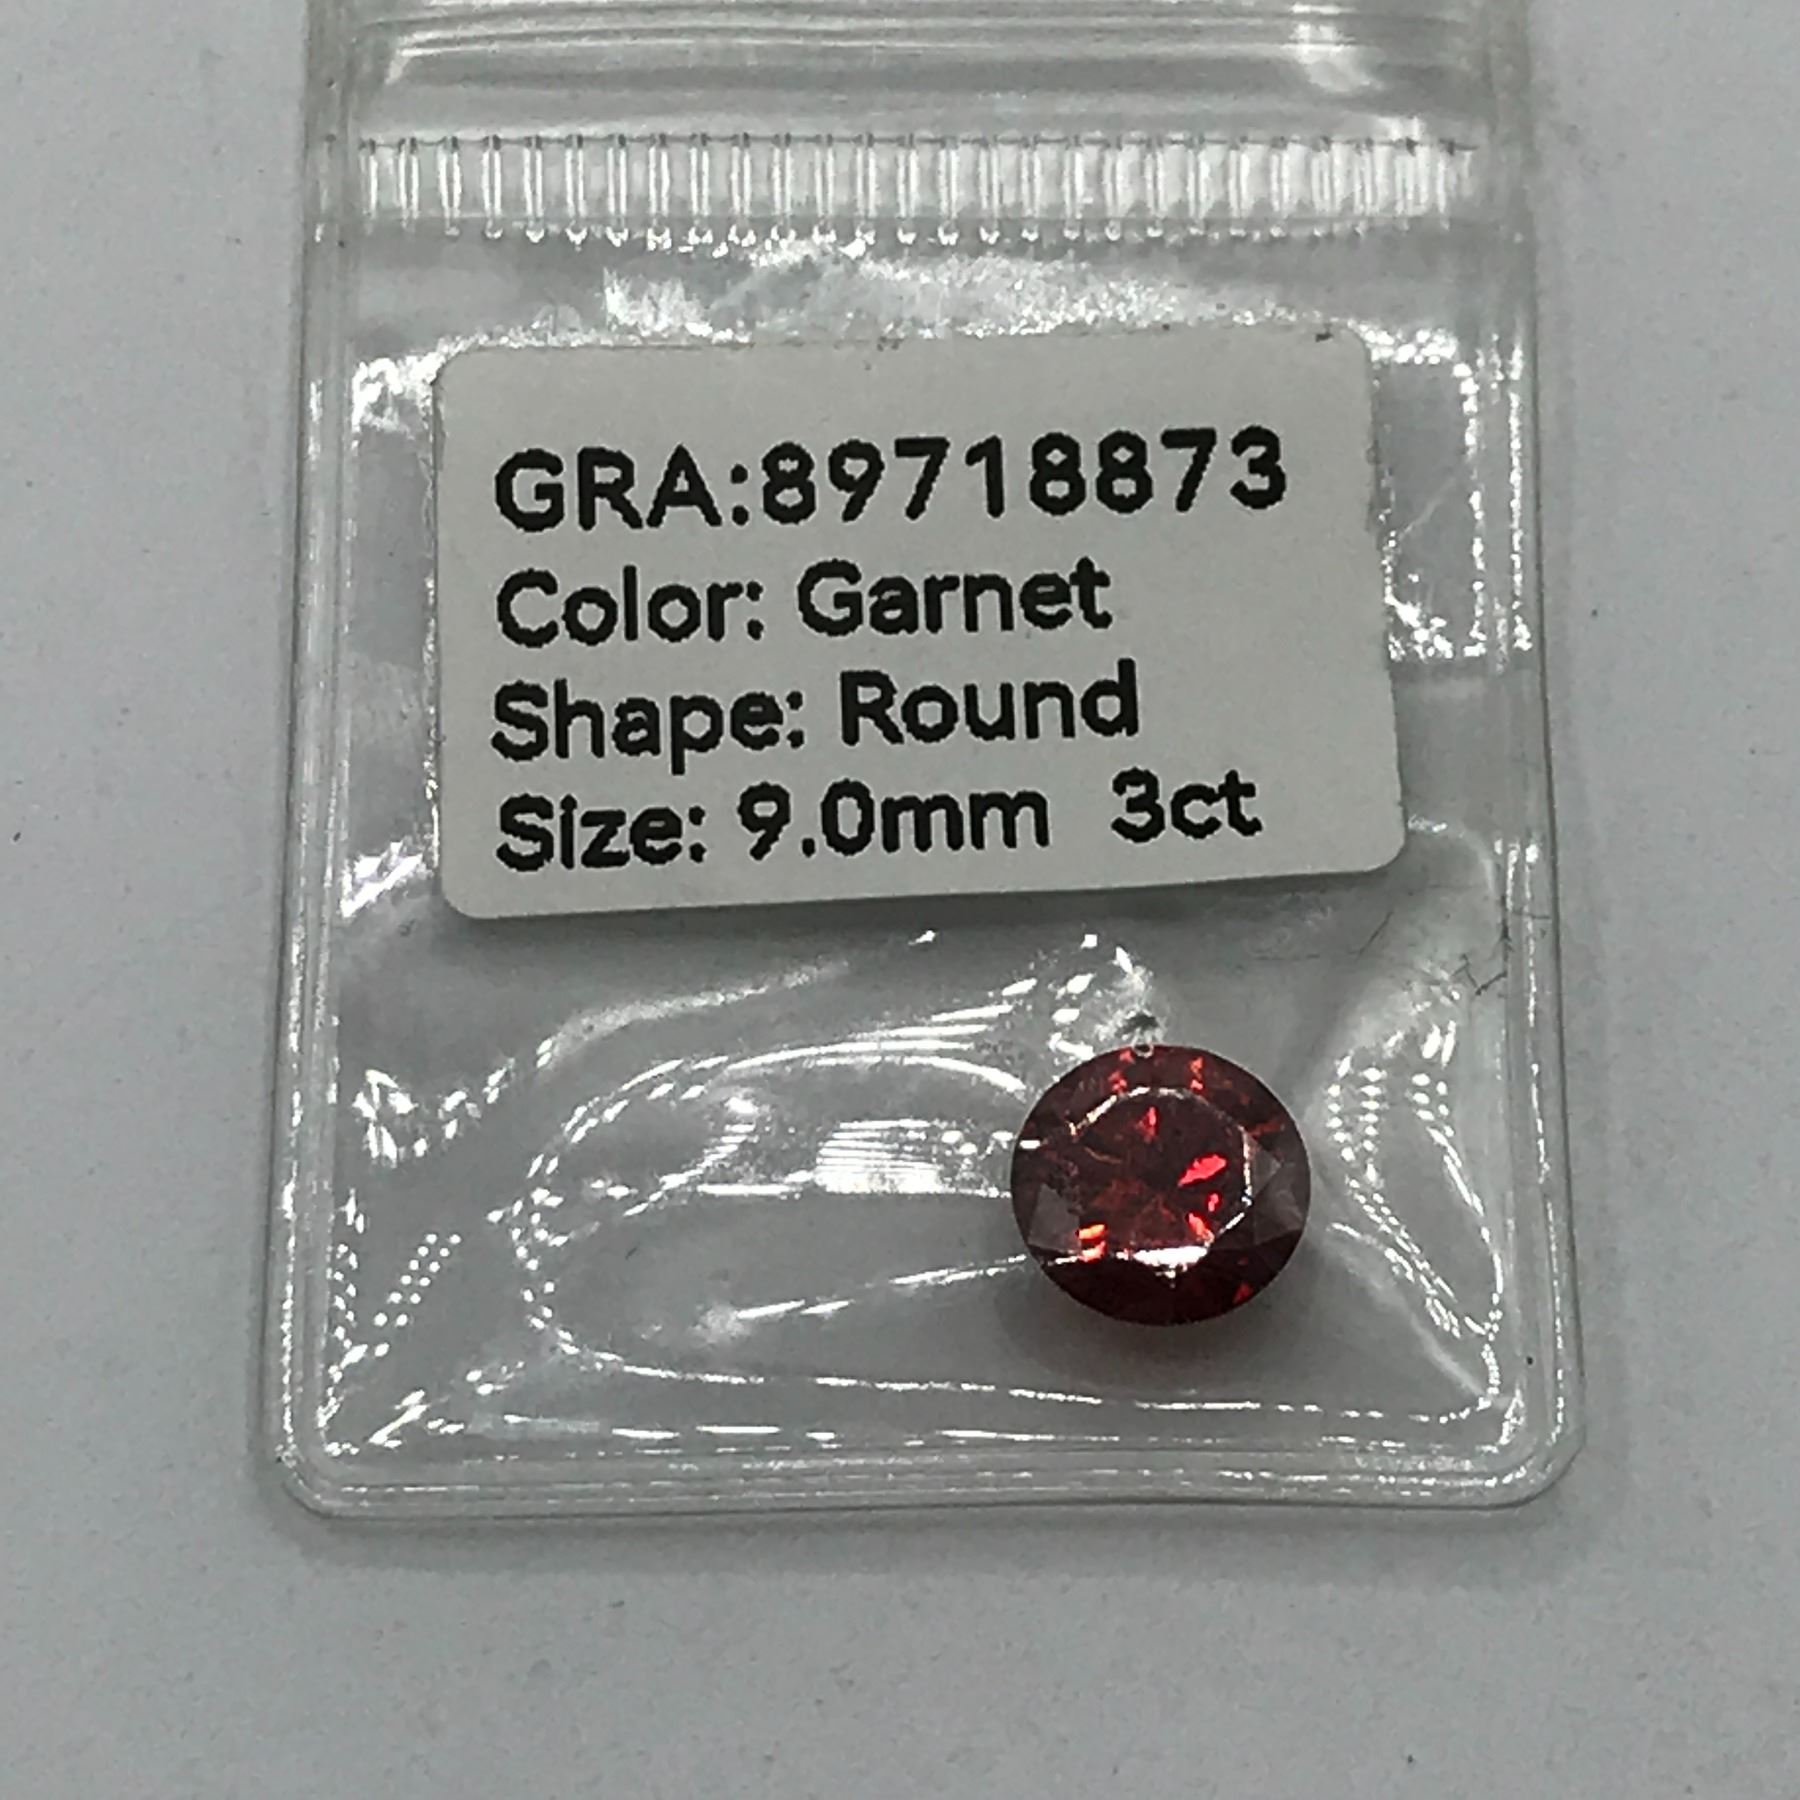 GRA:89718873
Color: Garnet
Shape: Round
Size: 9.0mm 3ct